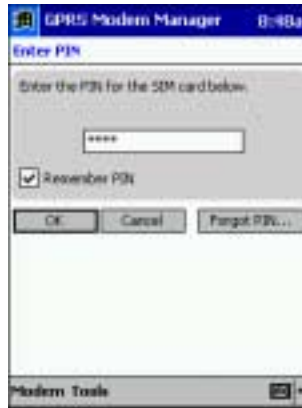 GPRS Modem Manager 8:48a
Enter PIN
Enter the PIN for the SIM card below.
****
Remember PIN
OK Cancel Forgot PIN...
Modem Tools